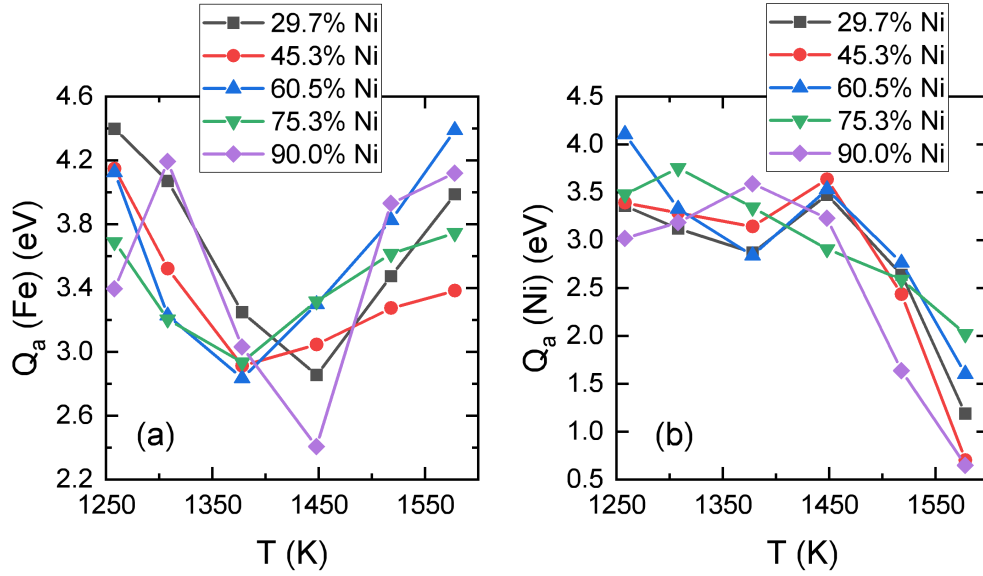 29.7% Ni
45.3% Ni
60.5% Ni
75.3% Ni
90.0% Ni
4.6
4.2
3.8
3.4
3.0
2.6
2.2
Qa (Fe) (eV)
(a)
1250
1350
1450
1550
T (K)
29.7% Ni
45.3% Ni
60.5% Ni
75.3% Ni
90.0% Ni
4.5
4.0
3.5
3.0
2.5
2.0
1.5
1.0
0.5
Qa (Ni) (eV)
(b)
1250
1350
1450
1550
T (K)